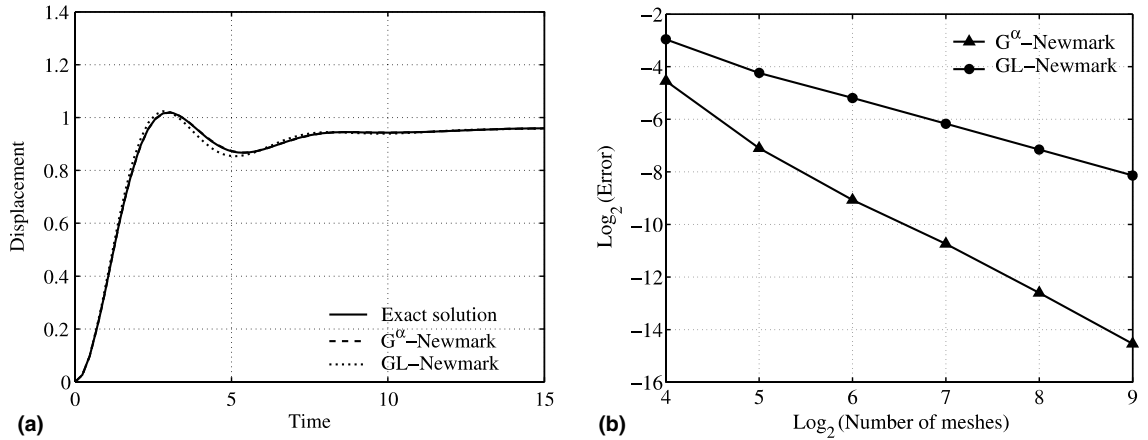 1.4
1.2
1
0.8
0.6
0.4
0.2
0
Displacement
0
5
10
15
Time
Exact solution
G^α−Newmark
GL−Newmark
(a)
−2
−4
−6
−8
−10
−12
−14
−16
Log₂(Error)
4
5
6
7
8
9
Log₂(Number of meshes)
G^α−Newmark
GL−Newmark
(b)